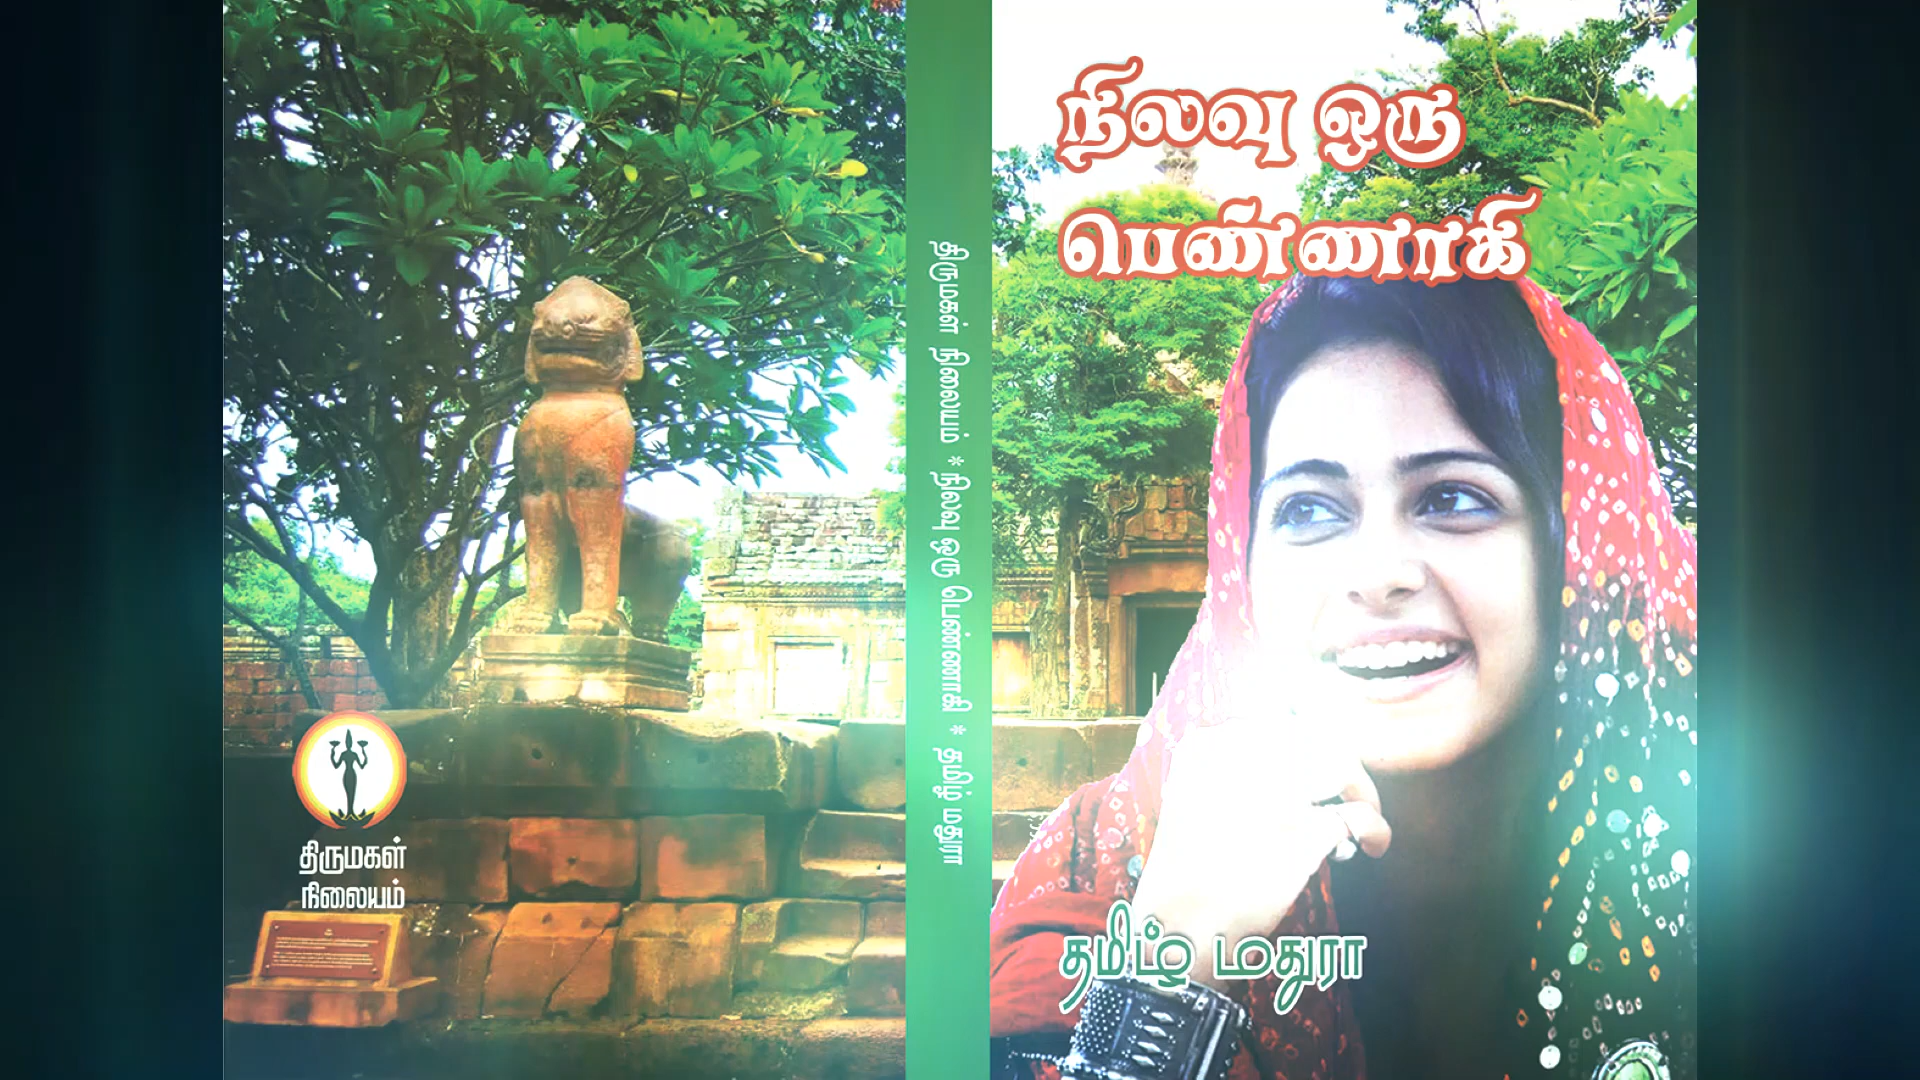 நிலவு ஒரு
பெண்ணாகி
தமிழ் மதுரா
திருமகள் நிலையம் * நிலவு ஒரு பெண்ணாகி * தமிழ் மதுரா
திருமகள்
நிலையம்